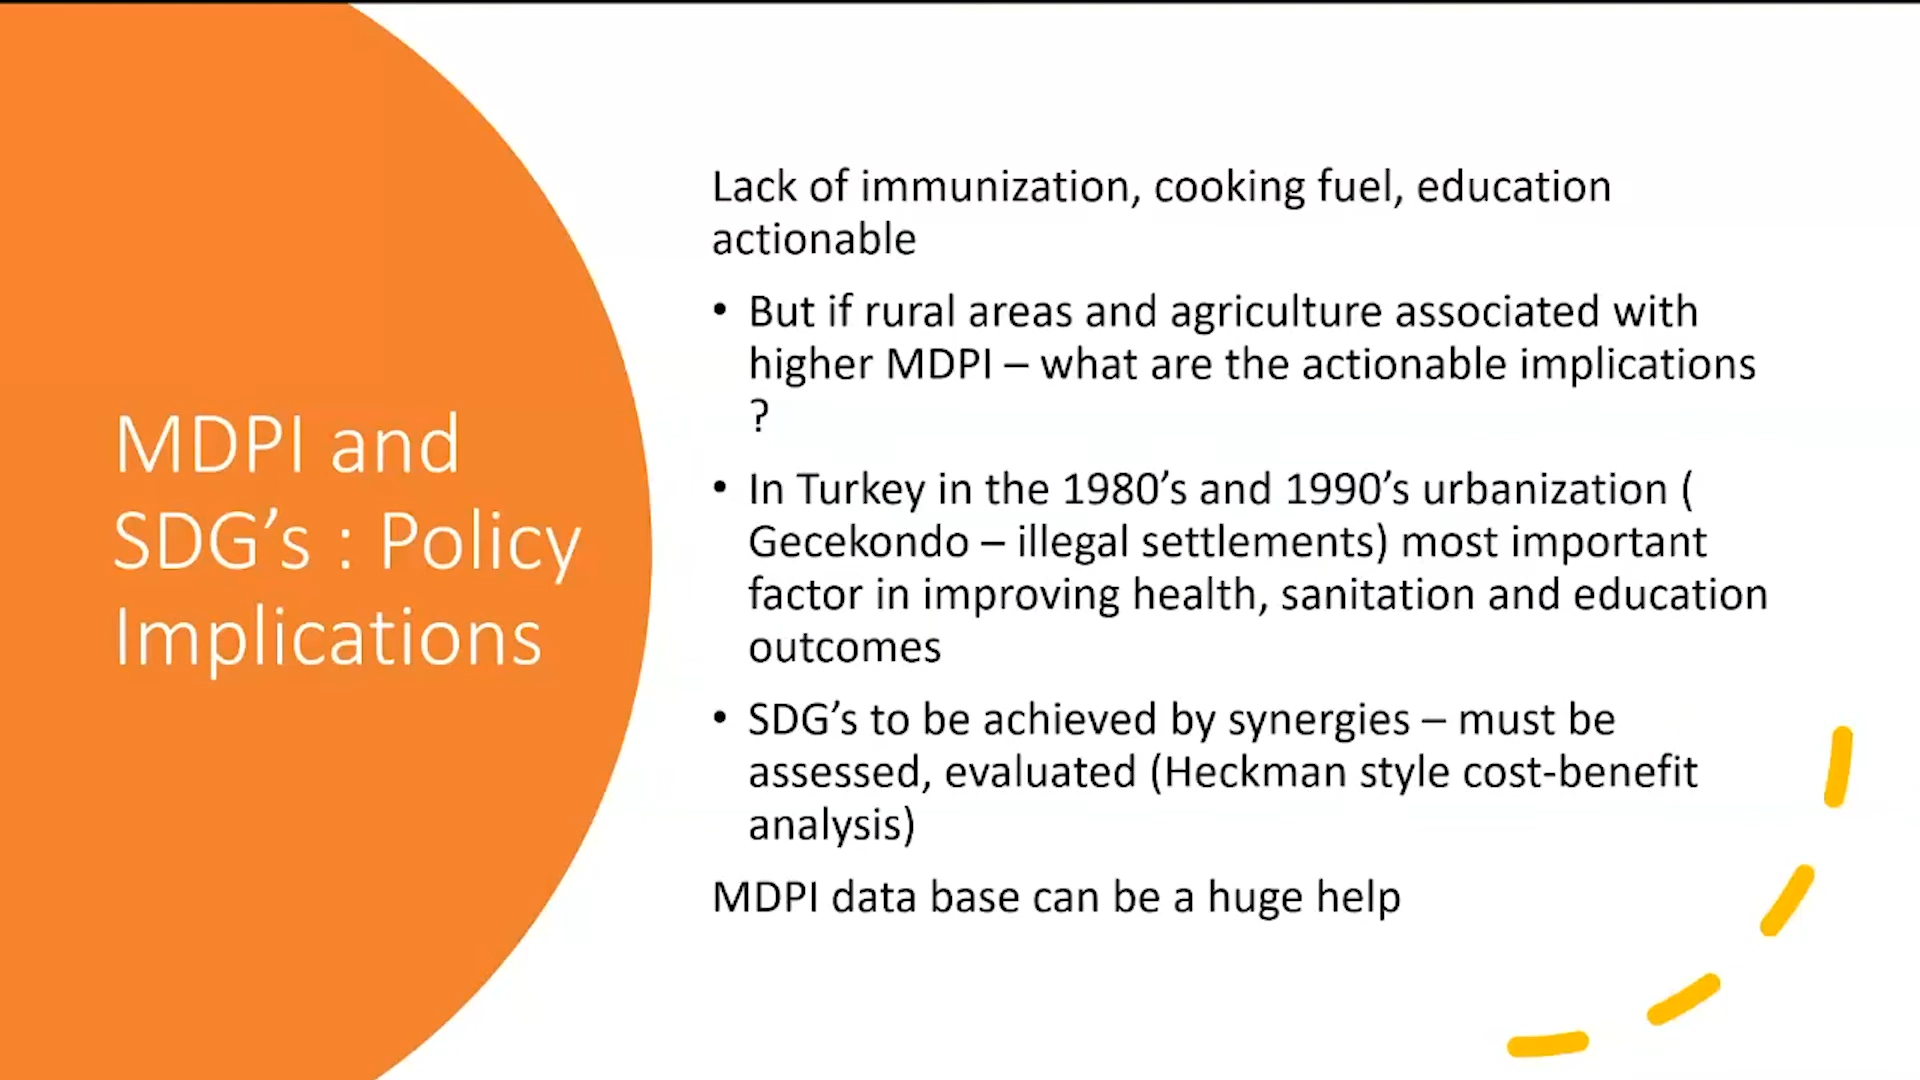 MDPI and
SDG’s : Policy
Implications
Lack of immunization, cooking fuel, education
actionable
• But if rural areas and agriculture associated with
higher MDPI – what are the actionable implications
?
• In Turkey in the 1980’s and 1990’s urbanization (
Gecekondo – illegal settlements) most important
factor in improving health, sanitation and education
outcomes
• SDG’s to be achieved by synergies – must be
assessed, evaluated (Heckman style cost-benefit
analysis)
MDPI data base can be a huge help